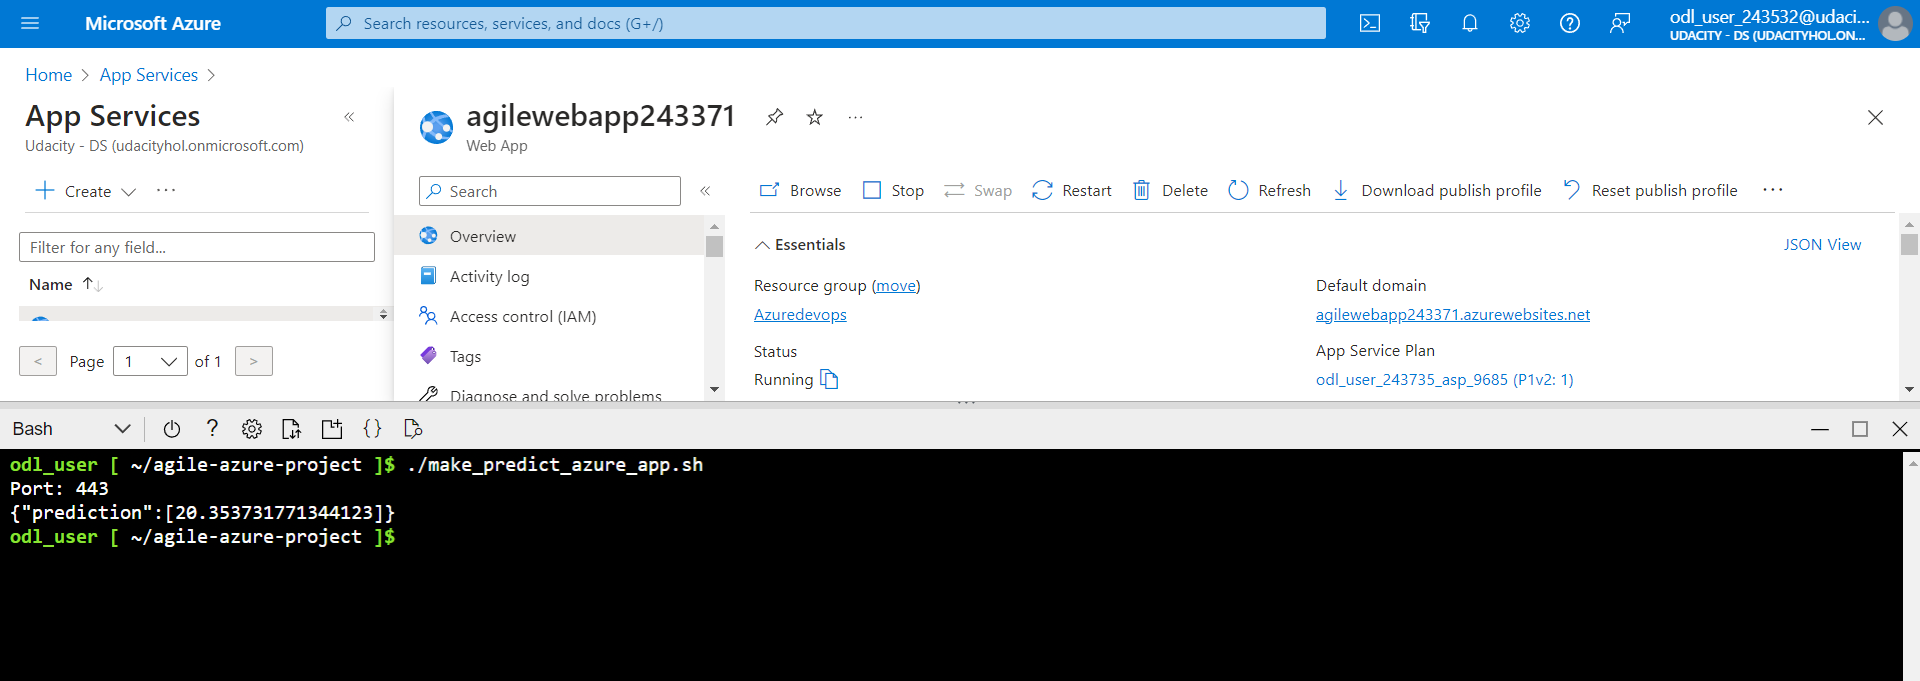 Microsoft Azure
Search resources, services, and docs (G+/)
odl_user_243532@udaci...
UDACITY - DS (UDACITYHOL.ON...
Home > App Services >
App Services
«
Udacity - DS (udacityhol.onmicrosoft.com)
+ Create ...
Filter for any field...
Name ↑↓
< Page 1 of 1 >
agilewebapp243371 ...
Web App
Search «
Overview
Activity log
Access control (IAM)
Tags
Diagnose and solve problems
Browse Stop Swap Restart Delete Refresh Download publish profile Reset publish profile ...
Essentials
JSON View
Resource group (move)
Azuredevops
Status
Running
Default domain
agilewebapp243371.azurewebsites.net
App Service Plan
odl_user_243735_asp_9685 (P1v2: 1)
Bash ? { }
odl_user [ ~/agile-azure-project ]$ ./make_predict_azure_app.sh
Port: 443
{"prediction":[20.353731771344123]}
odl_user [ ~/agile-azure-project ]$